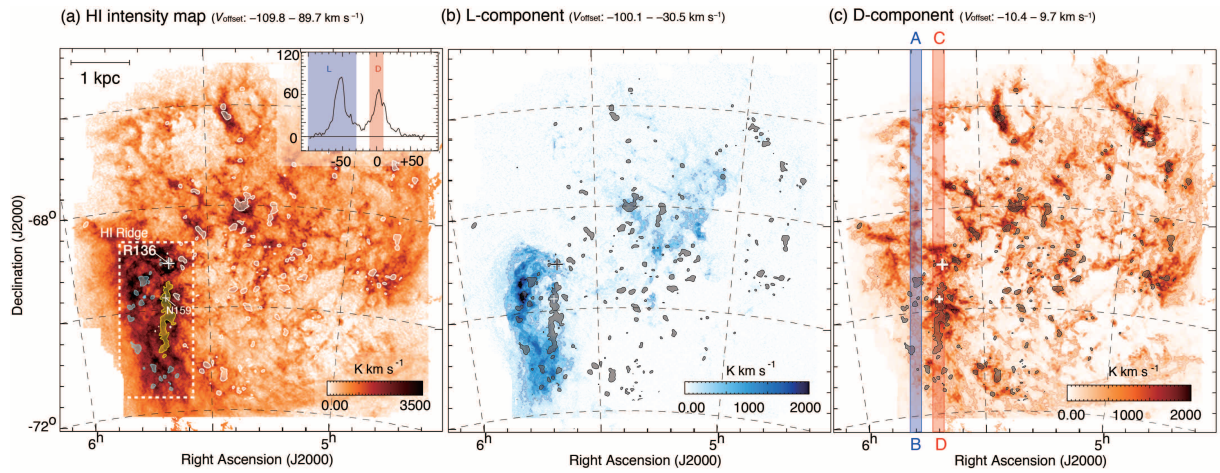 (a) HI intensity map (Voffset: −109.8 – 89.7 km s−1)
1 kpc
120
60
0
L
D
-50
0
+50
HI Ridge
R136
N159
K km s−1
0.00
3500
Declination (J2000)
-68o
-72o
6h
5h
Right Ascension (J2000)
(b) L-component (Voffset: −100.1 – −30.5 km s−1)
K km s−1
0.00
1000
2000
6h
5h
Right Ascension (J2000)
(c) D-component (Voffset: −10.4 – 9.7 km s−1)
A
C
K km s−1
0.00
1000
2000
6h
B
D
5h
Right Ascension (J2000)